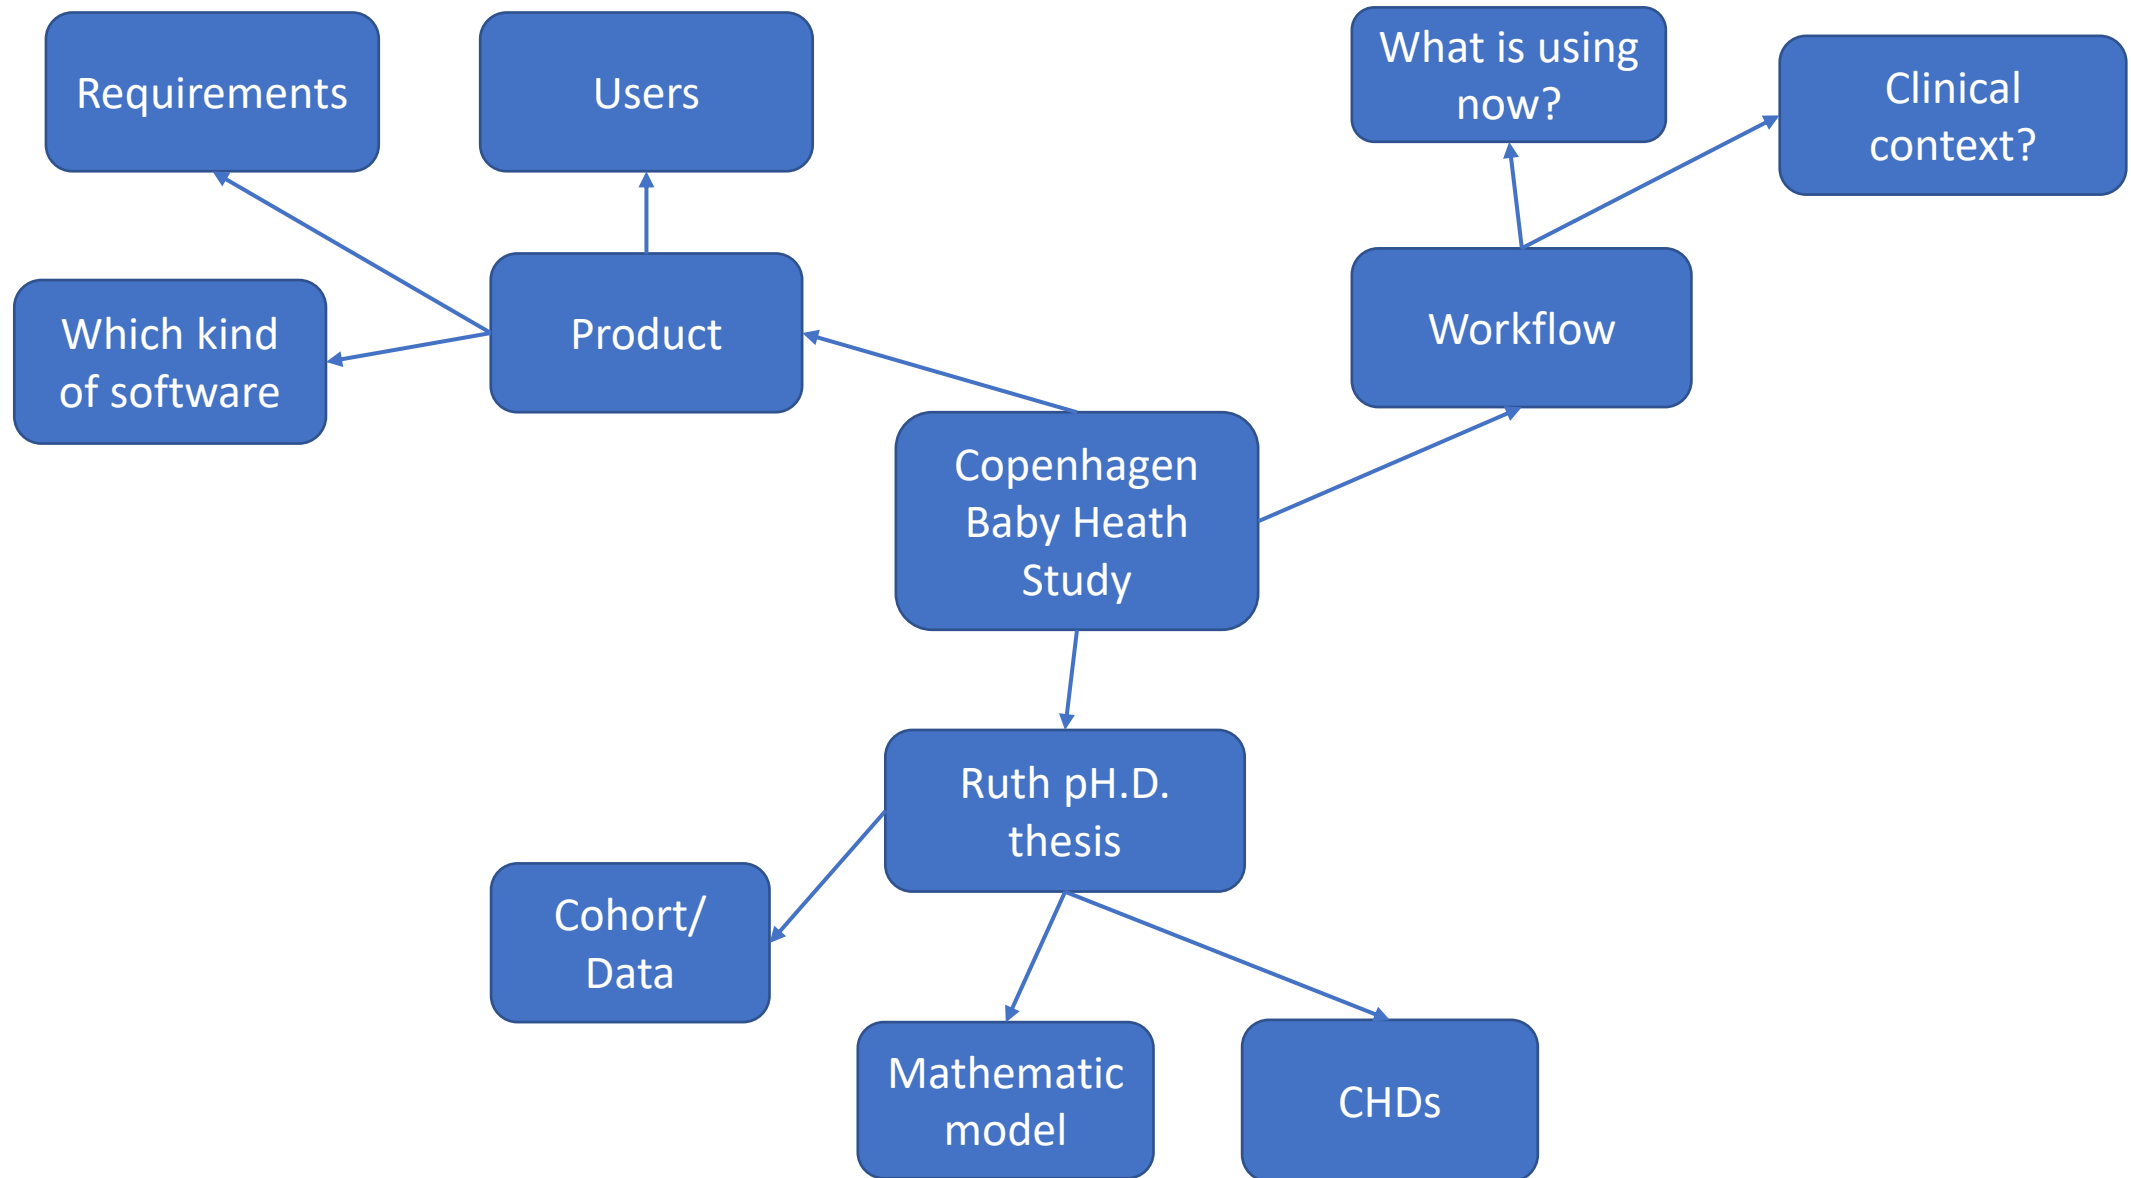 Requirements
Users
What is using
now?
Clinical
context?
Which kind
of software
Product
Workflow
Copenhagen
Baby Heath
Study
Ruth pH.D.
thesis
Cohort/
Data
Mathematic
model
CHDs